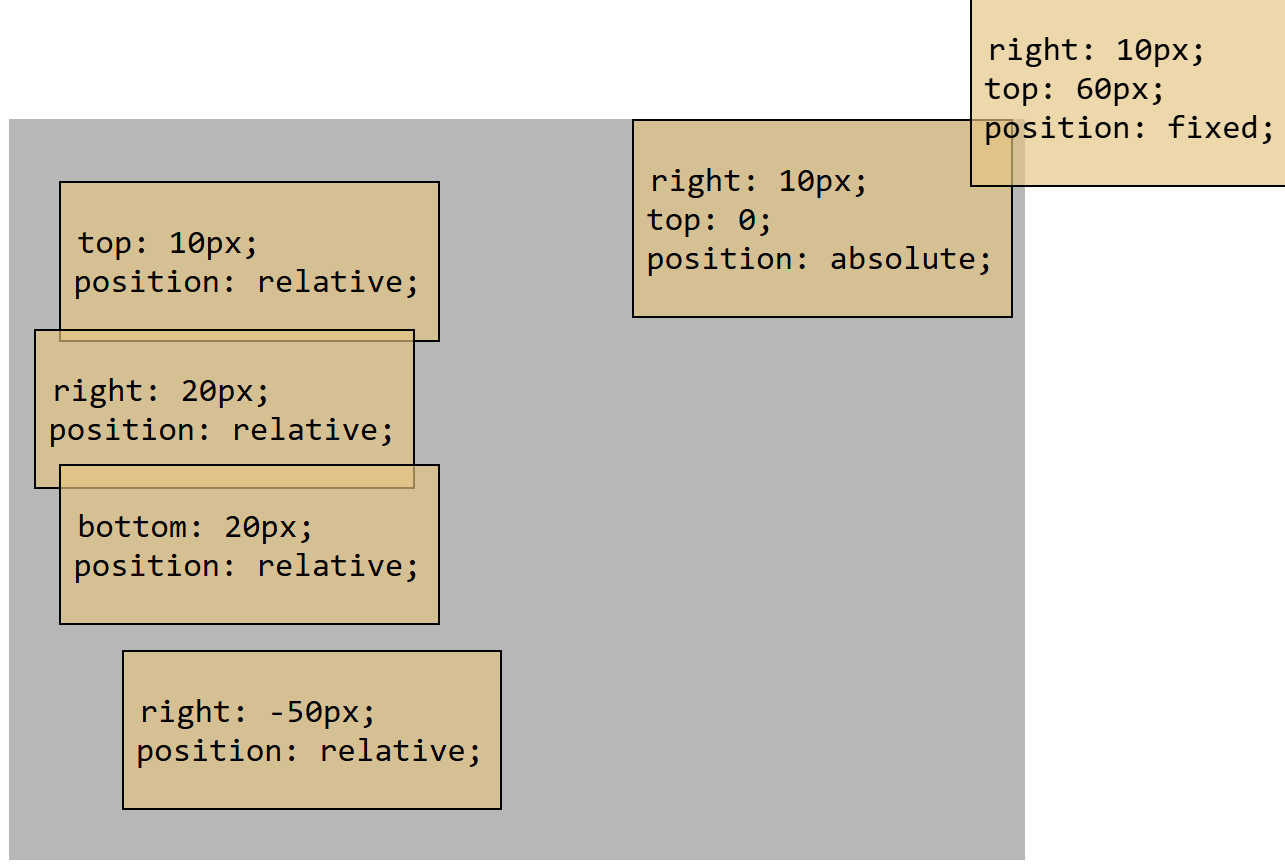 right: 10px;
top: 60px;
position: fixed;
right: 10px;
top: 0;
position: absolute;
top: 10px;
position: relative;
right: 20px;
position: relative;
bottom: 20px;
position: relative;
right: -50px;
position: relative;